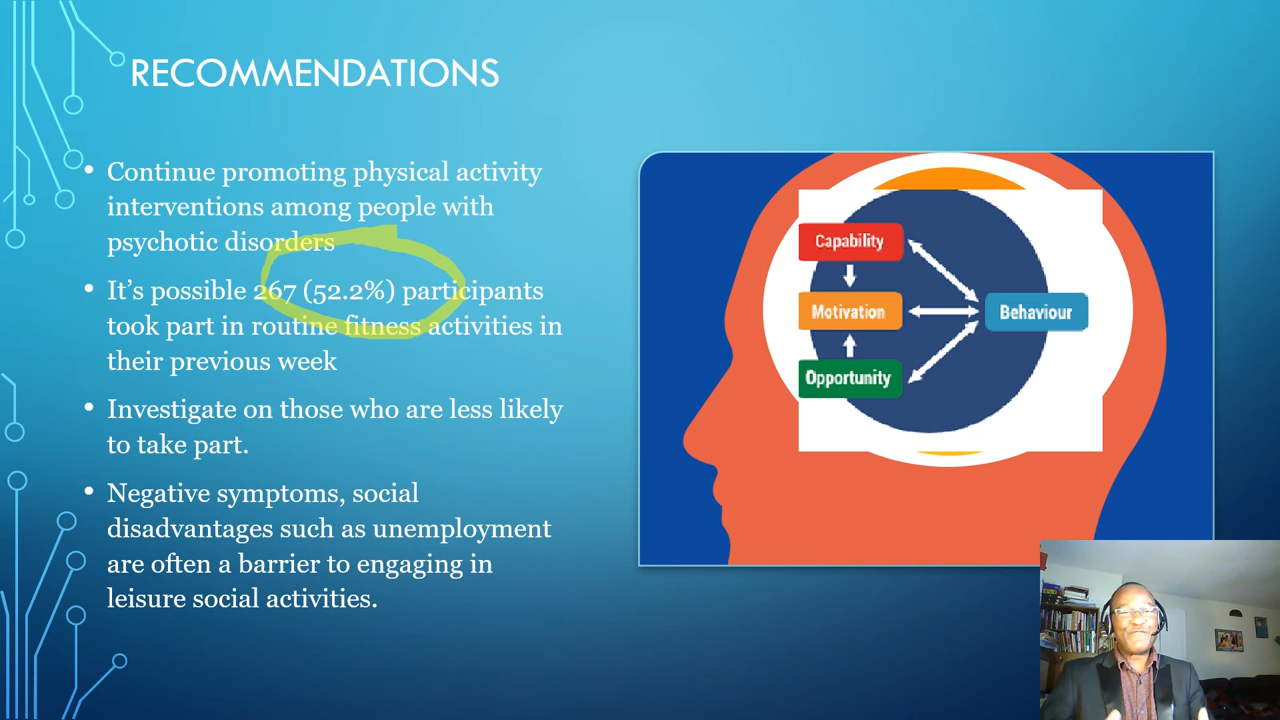 RECOMMENDATIONS
• Continue promoting physical activity
interventions among people with
psychotic disorders
• It’s possible 267 (52.2%) participants
took part in routine fitness activities in
their previous week
• Investigate on those who are less likely
to take part.
• Negative symptoms, social
disadvantages such as unemployment
are often a barrier to engaging in
leisure social activities.
Capability
Motivation
Behaviour
Opportunity